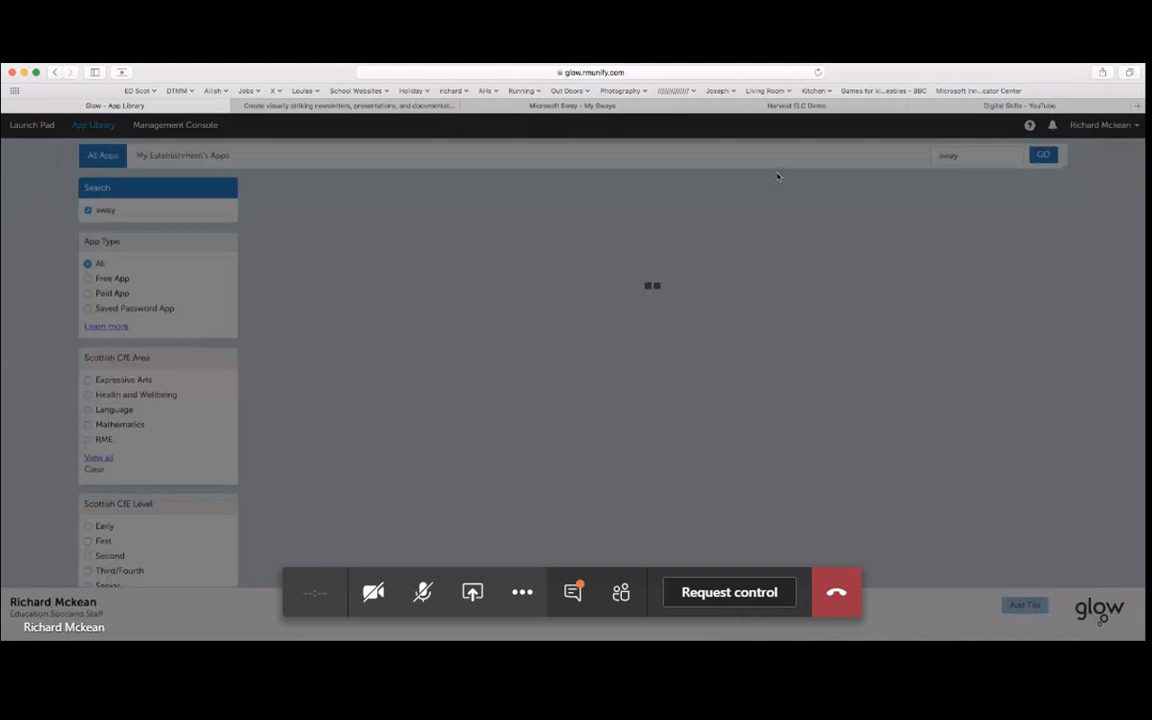 glow.rmunify.com
ED Scot DTMM Ailish Jobs X Louise School Websites Holiday richard AHs Running Out Doors Photography //////////// Joseph Living Room Kitchen Games for ki...eebies – BBC Microsoft Inn...cator Center
Glow - App Library Create visually striking newsletters, presentations, and documentat... Microsoft Sway - My Sways Harvest ELC Demo Digital Skills - YouTube
Launch Pad App Library Management Console Richard Mckean
All Apps My Establishment's Apps sway GO
Search
sway
App Type
All
Free App
Paid App
Saved Password App
Learn more
Scottish CfE Area
Expressive Arts
Health and Wellbeing
Language
Mathematics
RME
View all
Clear
Scottish CfE Level
Early
First
Second
Third/Fourth
Senior
--:-- Request control
Richard Mckean
Education Scotland Staff
Richard Mckean
Add Tile glow